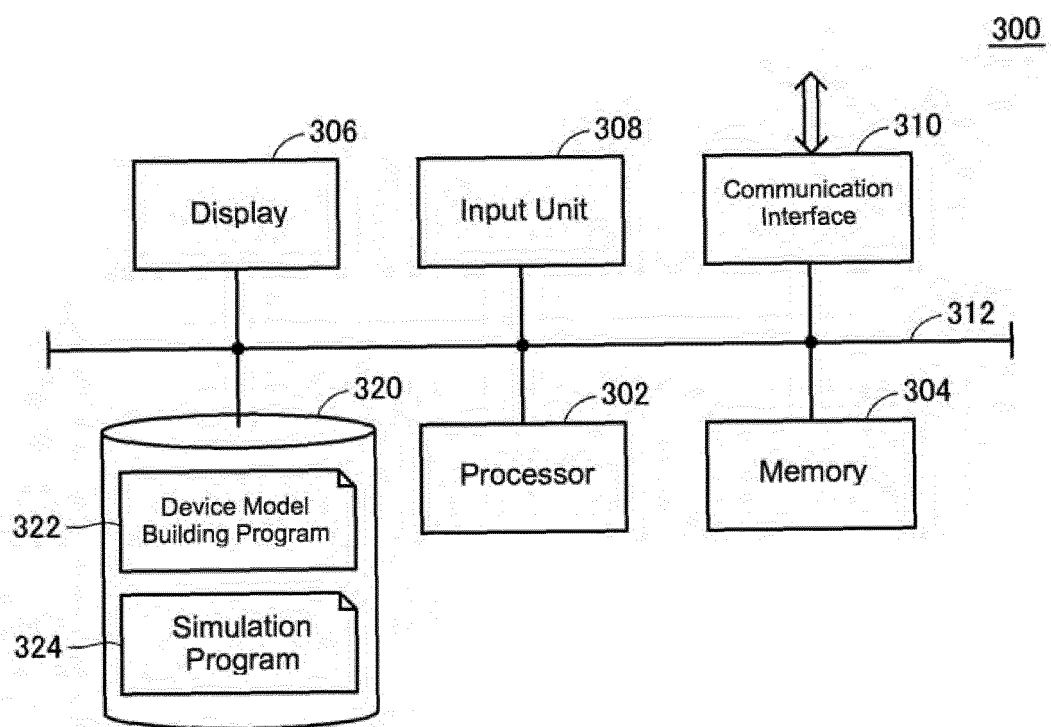 300
306
308
310
Display
Input Unit
Communication
Interface
312
320
302
304
Processor
Memory
322
Device Model
Building Program
324
Simulation
Program